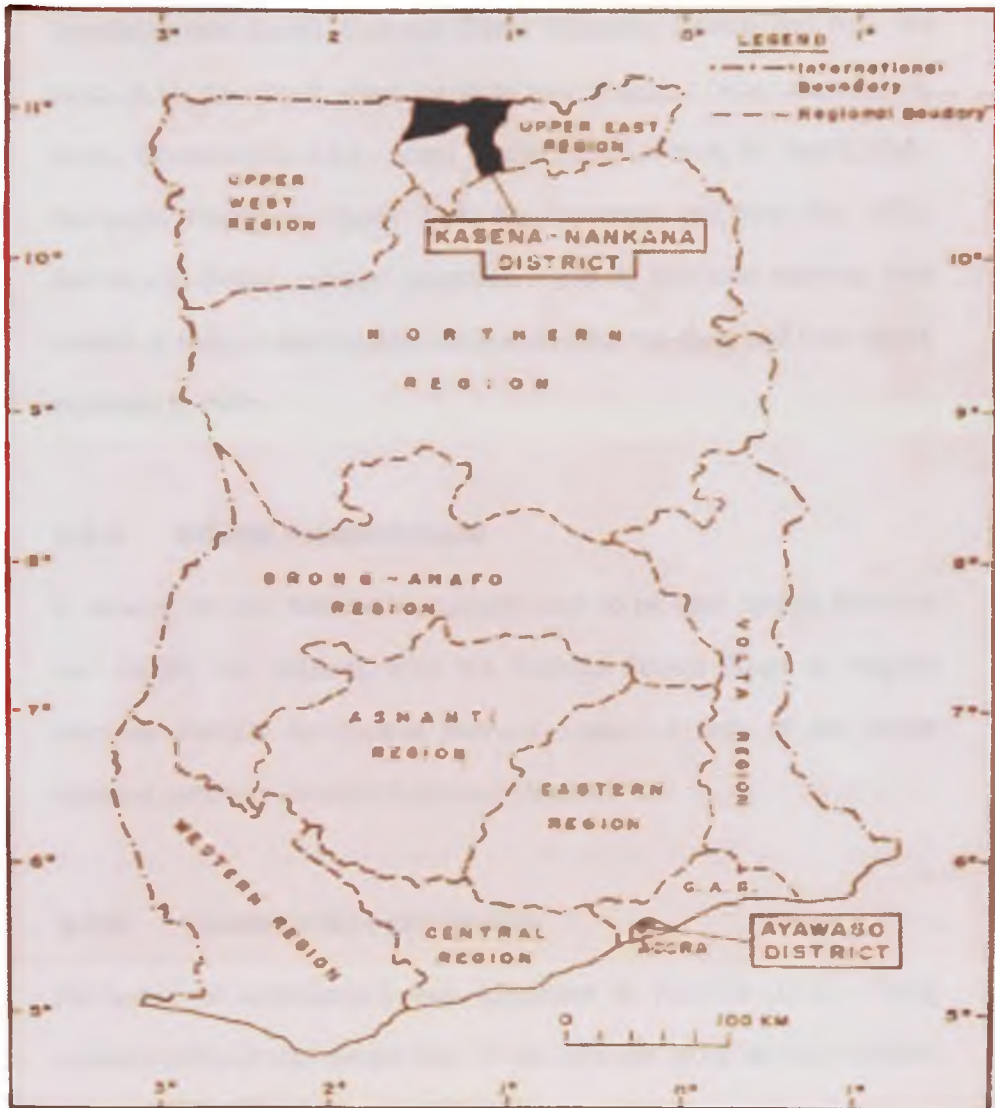 3° 2° 1° 0° 1°
LEGEND
International
Boundary
Regional Boudary
11° 11°
UPPER EAST
REGION
UPPER
WEST
REGION
KASENA-NANKANA
DISTRICT
10° 10°
NORTHERN
REGION
9° 9°
8° 8°
BRONG-AHAFO
REGION
VOLTA REGION
7° 7°
ASHANTI
REGION
EASTERN
REGION
WESTERN REGION
6° 6°
G.A.R.
CENTRAL
REGION
ACCRA
AYAWASO
DISTRICT
5° 5°
0 100 KM
3° 2° 1° 0° 1°